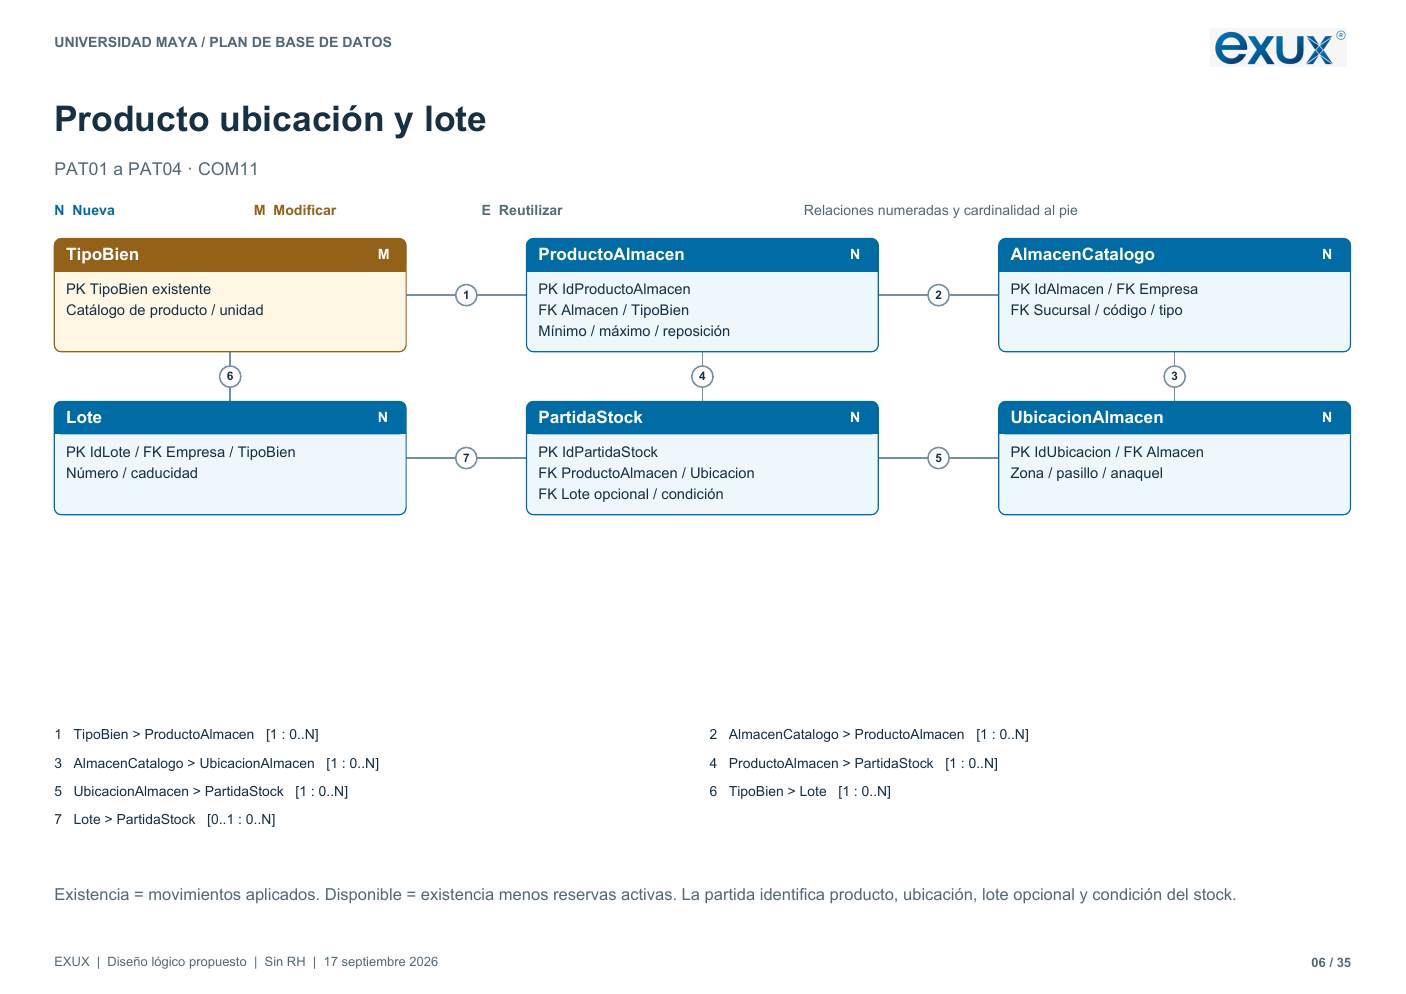 UNIVERSIDAD MAYA / PLAN DE BASE DE DATOS
exux®
Producto ubicación y lote
PAT01 a PAT04 · COM11
N Nueva
M Modificar
E Reutilizar
Relaciones numeradas y cardinalidad al pie
TipoBien M
PK TipoBien existente
Catálogo de producto / unidad
1
ProductoAlmacen N
PK IdProductoAlmacen
FK Almacen / TipoBien
Mínimo / máximo / reposición
2
AlmacenCatalogo N
PK IdAlmacen / FK Empresa
FK Sucursal / código / tipo
6
4
3
Lote N
PK IdLote / FK Empresa / TipoBien
Número / caducidad
7
PartidaStock N
PK IdPartidaStock
FK ProductoAlmacen / Ubicacion
FK Lote opcional / condición
5
UbicacionAlmacen N
PK IdUbicacion / FK Almacen
Zona / pasillo / anaquel
1 TipoBien > ProductoAlmacen [1 : 0..N]
2 AlmacenCatalogo > ProductoAlmacen [1 : 0..N]
3 AlmacenCatalogo > UbicacionAlmacen [1 : 0..N]
4 ProductoAlmacen > PartidaStock [1 : 0..N]
5 UbicacionAlmacen > PartidaStock [1 : 0..N]
6 TipoBien > Lote [1 : 0..N]
7 Lote > PartidaStock [0..1 : 0..N]
Existencia = movimientos aplicados. Disponible = existencia menos reservas activas. La partida identifica producto, ubicación, lote opcional y condición del stock.
EXUX | Diseño lógico propuesto | Sin RH | 17 septiembre 2026
06 / 35